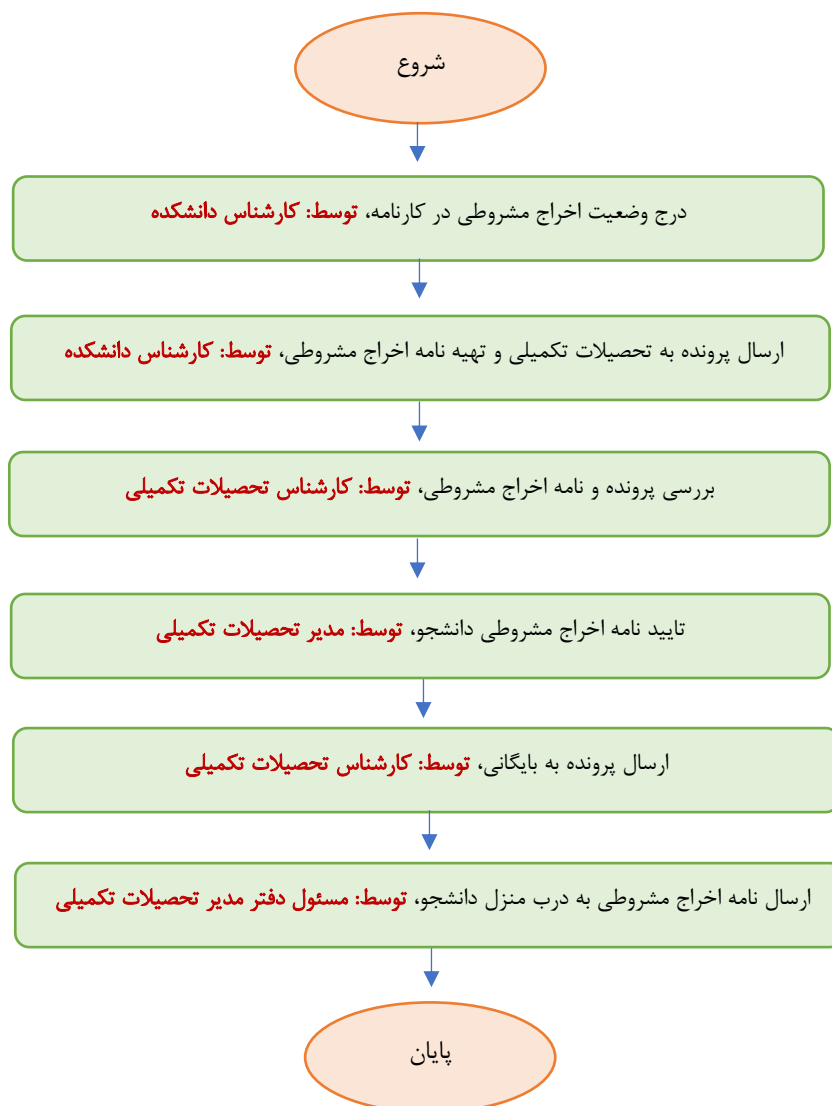 شروع
درج وضعیت اخراج مشروطی در کارنامه، توسط: کارشناس دانشکده
ارسال پرونده به تحصیلات تکمیلی و تهیه نامه اخراج مشروطی، توسط: کارشناس دانشکده
بررسی پرونده و نامه اخراج مشروطی، توسط: کارشناس تحصیلات تکمیلی
تایید نامه اخراج مشروطی دانشجو، توسط: مدیر تحصیلات تکمیلی
ارسال پرونده به بایگانی، توسط: کارشناس تحصیلات تکمیلی
ارسال نامه اخراج مشروطی به درب منزل دانشجو، توسط: مسئول دفتر مدیر تحصیلات تکمیلی
پایان